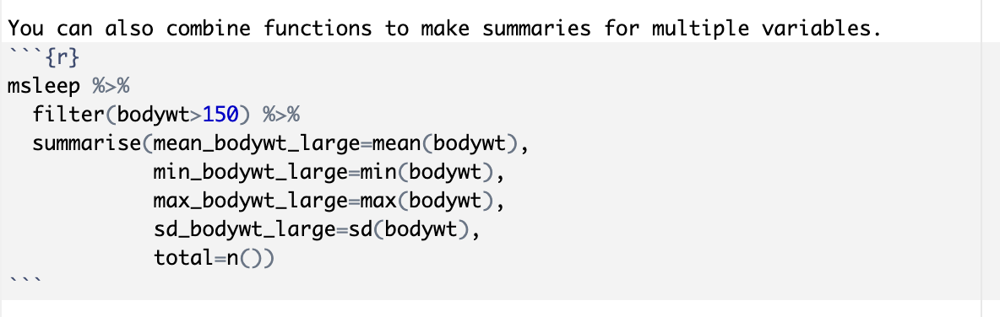 You can also combine functions to make summaries for multiple variables.
```{r}
msleep %>%
  filter(bodywt>150) %>%
  summarise(mean_bodywt_large=mean(bodywt),
            min_bodywt_large=min(bodywt),
            max_bodywt_large=max(bodywt),
            sd_bodywt_large=sd(bodywt),
            total=n())
```